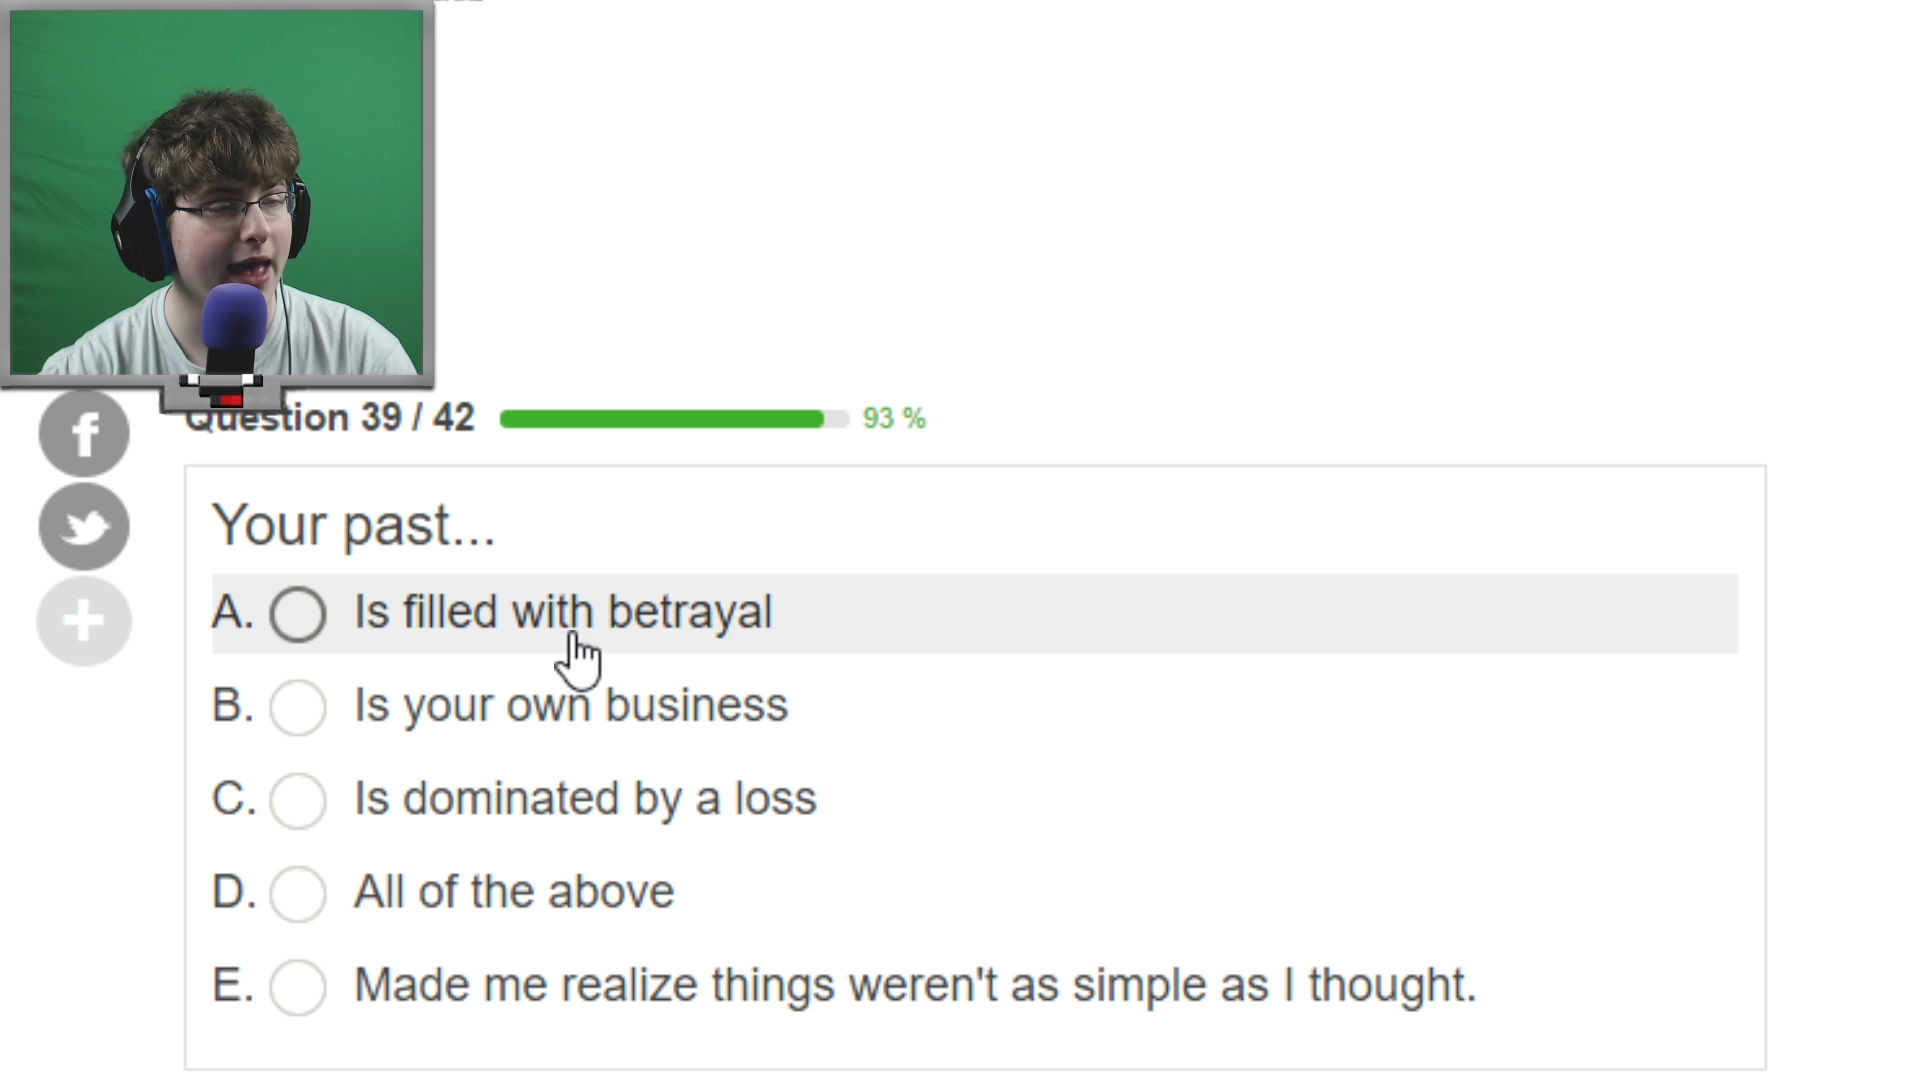 Question 39 / 42 93 %
Your past...
A. Is filled with betrayal
B. Is your own business
C. Is dominated by a loss
D. All of the above
E. Made me realize things weren't as simple as I thought.